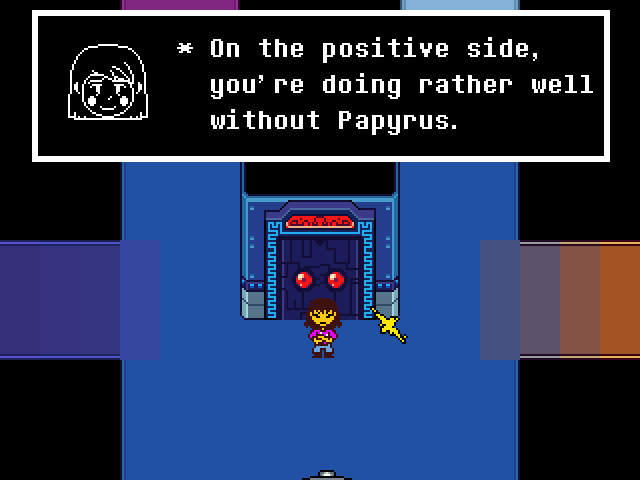 * On the positive side,
you're doing rather well
without Papyrus.